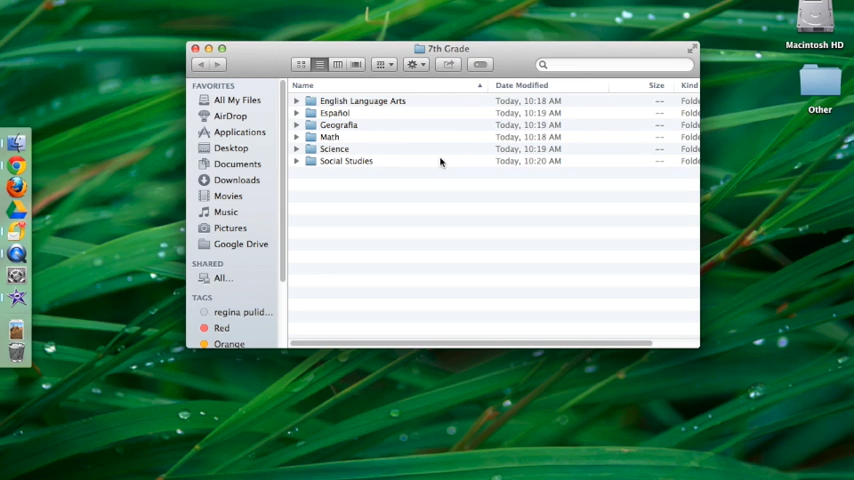 7th Grade
Macintosh HD
Other
FAVORITES
All My Files
AirDrop
Applications
Desktop
Documents
Downloads
Movies
Music
Pictures
Google Drive
SHARED
All...
TAGS
regina pulid...
Red
Orange
Name Date Modified Size Kind
English Language Arts Today, 10:18 AM -- Folde
Español Today, 10:19 AM -- Folde
Geografia Today, 10:19 AM -- Folde
Math Today, 10:18 AM -- Folde
Science Today, 10:19 AM -- Folde
Social Studies Today, 10:20 AM -- Folde